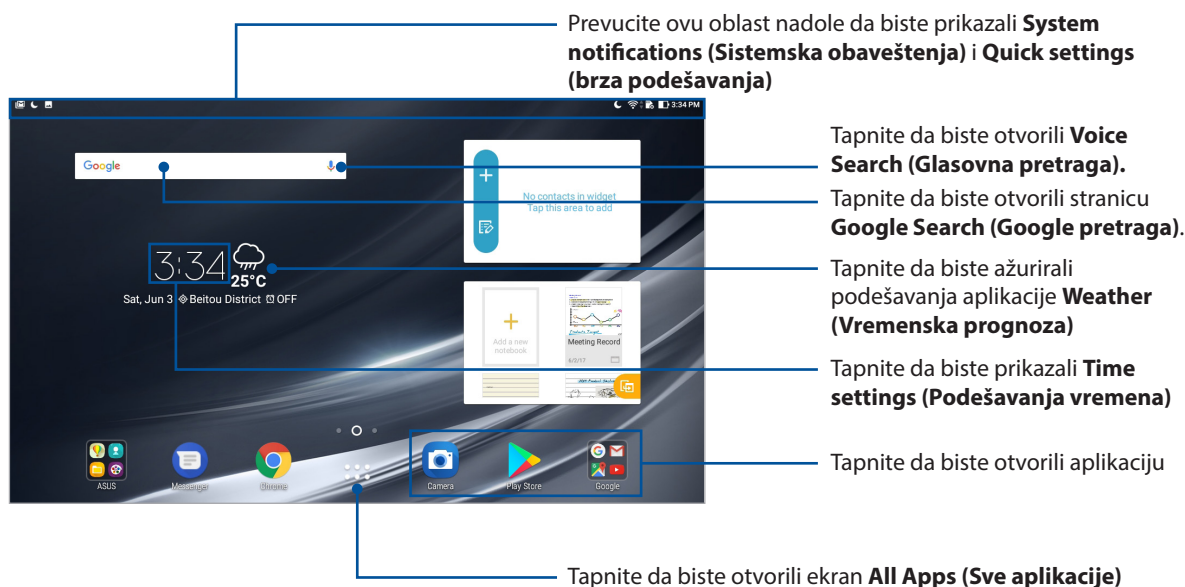 Prevucite ovu oblast nadole da biste prikazali System
notifications (Sistemska obaveštenja) i Quick settings
(brza podešavanja)
3:34 PM
Google
No contacts in widget
Tap this area to add
Tapnite da biste otvorili Voice
Search (Glasovna pretraga).
Tapnite da biste otvorili stranicu
Google Search (Google pretraga).
3:34
25°C
Sat, Jun 3 Beitou District OFF
Tapnite da biste ažurirali
podešavanja aplikacije Weather
(Vremenska prognoza)
Add a new
notebook
Meeting Record
6/2/17
Tapnite da biste prikazali Time
settings (Podešavanja vremena)
ASUS
Messenger
Chrome
Camera
Play Store
Google
Tapnite da biste otvorili aplikaciju
Tapnite da biste otvorili ekran All Apps (Sve aplikacije)